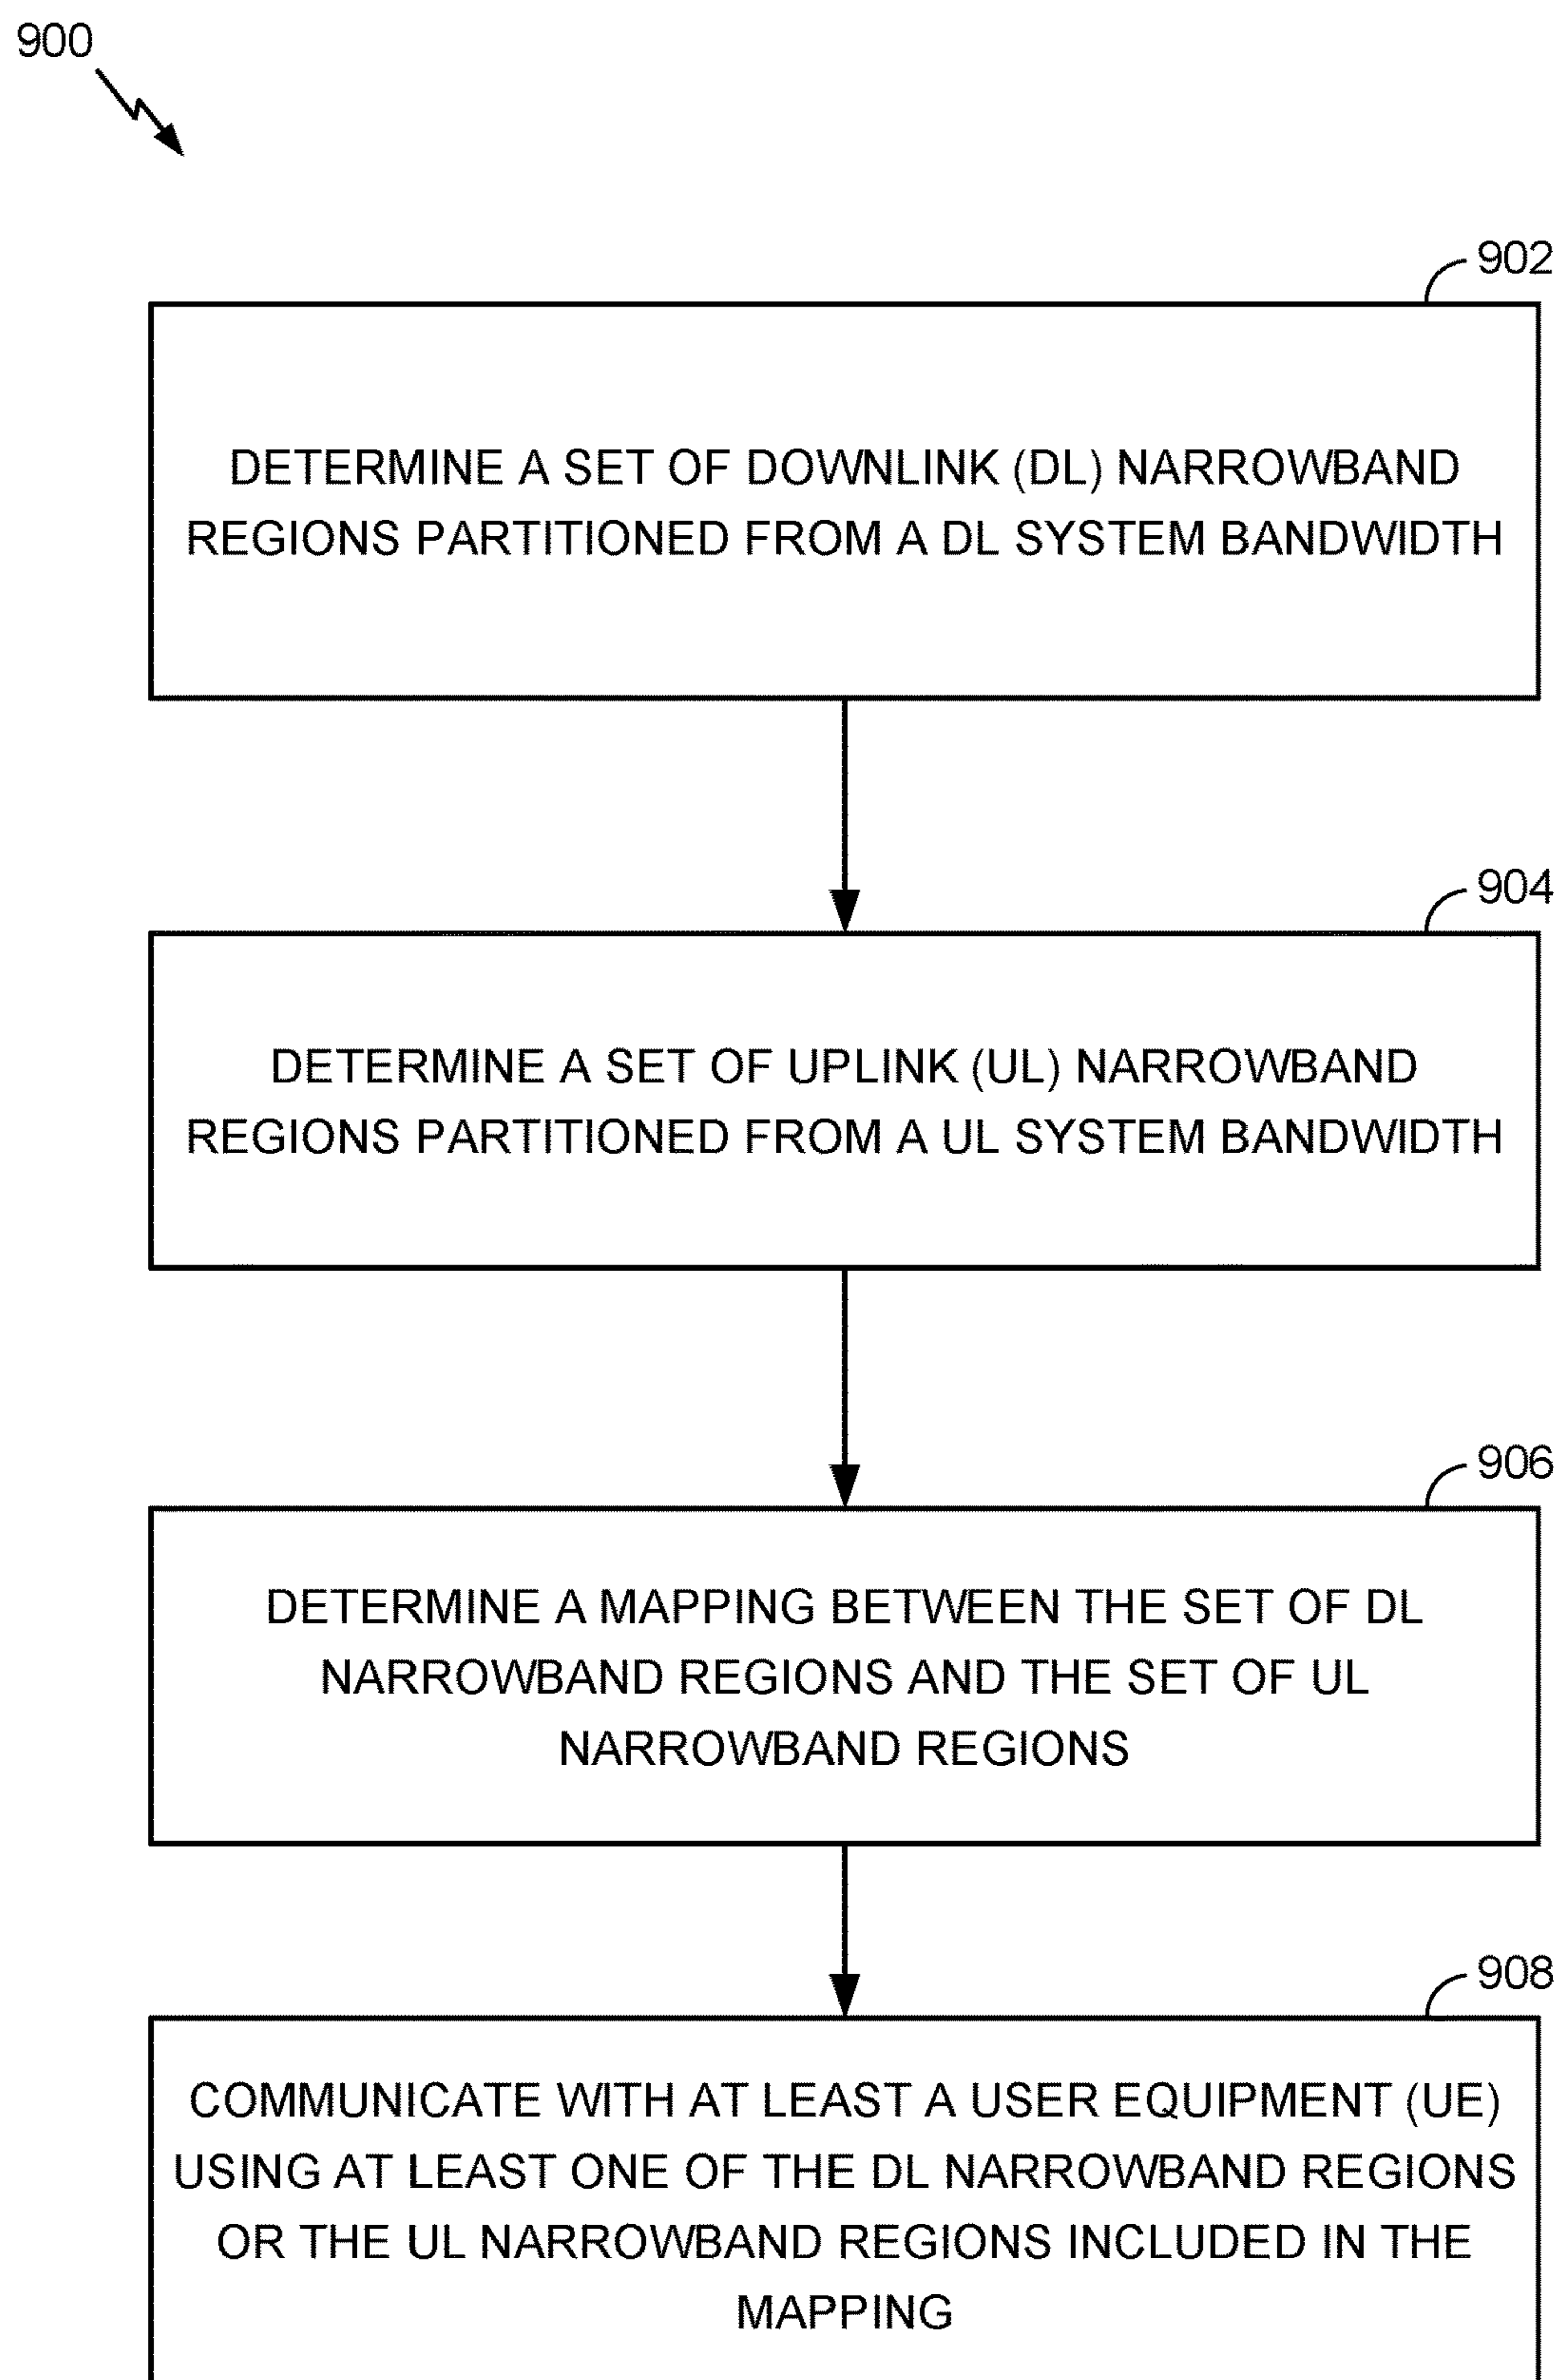 900
902
DETERMINE A SET OF DOWNLINK (DL) NARROWBAND
REGIONS PARTITIONED FROM A DL SYSTEM BANDWIDTH
904
DETERMINE A SET OF UPLINK (UL) NARROWBAND
REGIONS PARTITIONED FROM A UL SYSTEM BANDWIDTH
906
DETERMINE A MAPPING BETWEEN THE SET OF DL
NARROWBAND REGIONS AND THE SET OF UL
NARROWBAND REGIONS
908
COMMUNICATE WITH AT LEAST A USER EQUIPMENT (UE)
USING AT LEAST ONE OF THE DL NARROWBAND REGIONS
OR THE UL NARROWBAND REGIONS INCLUDED IN THE
MAPPING